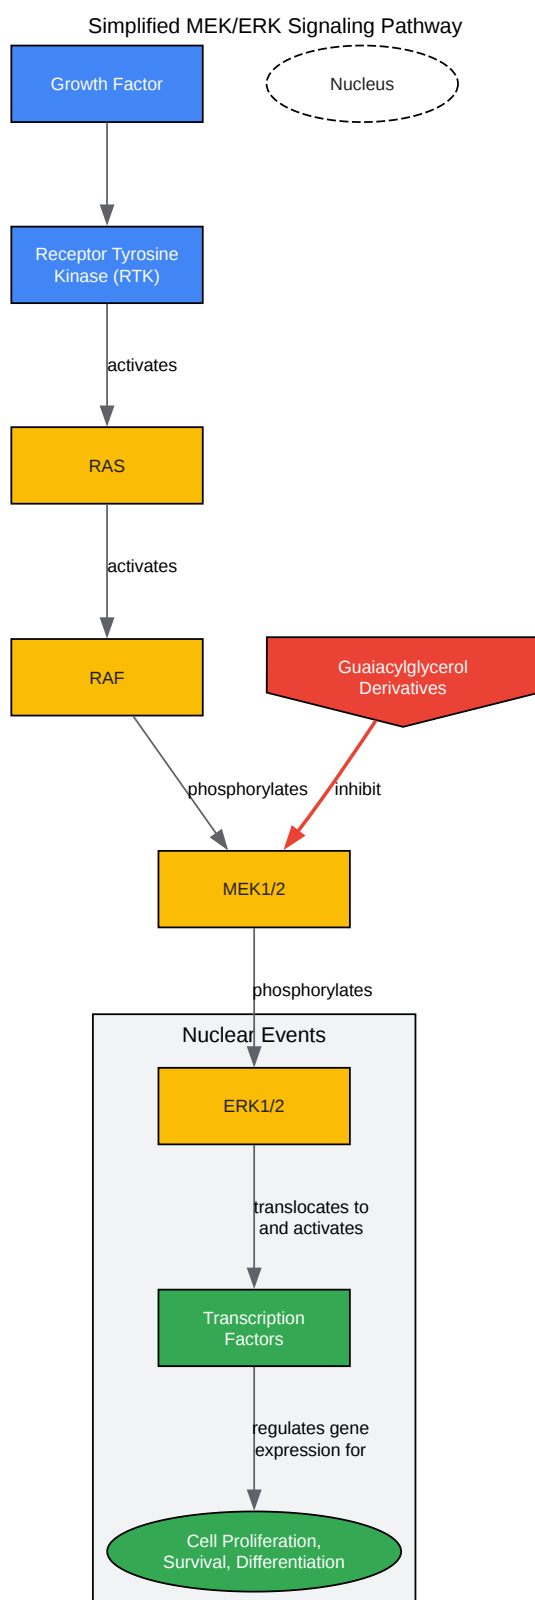 Simplified MEK/ERK Signaling Pathway
Growth Factor
Nucleus
Receptor Tyrosine
Kinase (RTK)
activates
RAS
activates
RAF
Guaiacylglycerol
Derivatives
phosphorylates
inhibit
MEK1/2
phosphorylates
Nuclear Events
ERK1/2
translocates to
and activates
Transcription
Factors
regulates gene
expression for
Cell Proliferation,
Survival, Differentiation